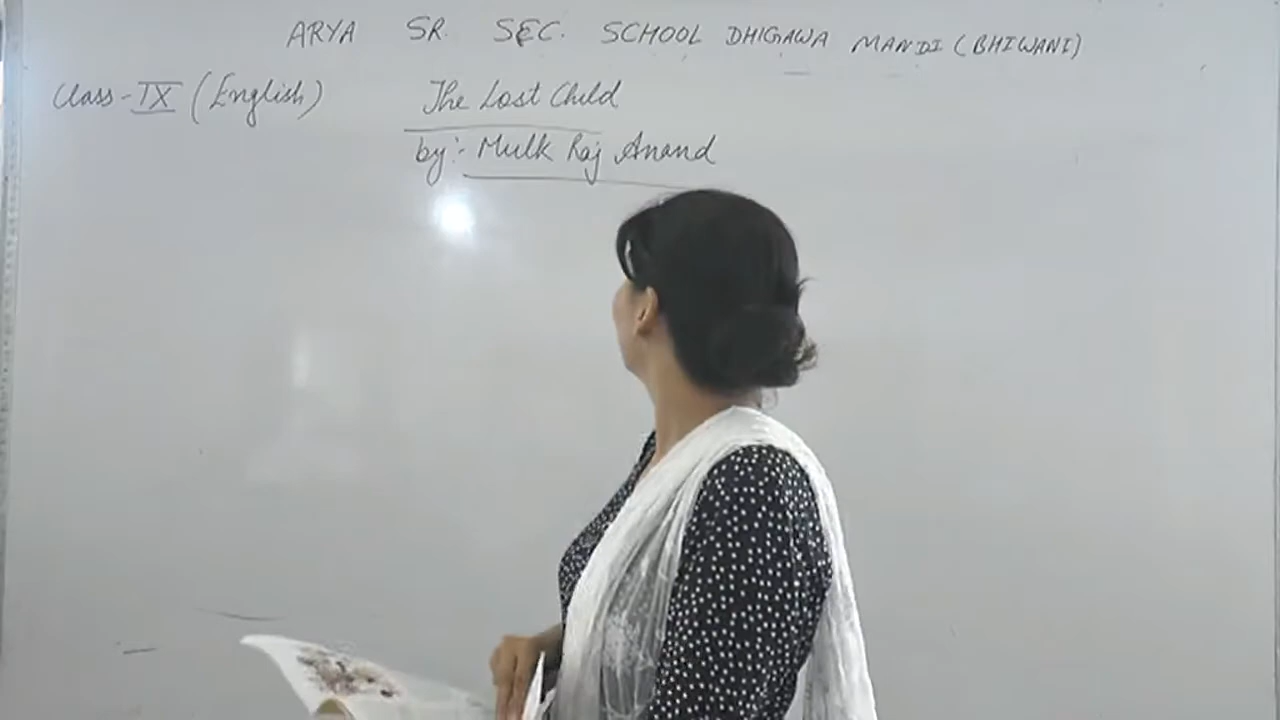 ARYA SR. SEC. SCHOOL DHIGAWA MANDI (BHIWANI)
Class - IX (English) The Lost Child
by:- Mulk Raj Anand